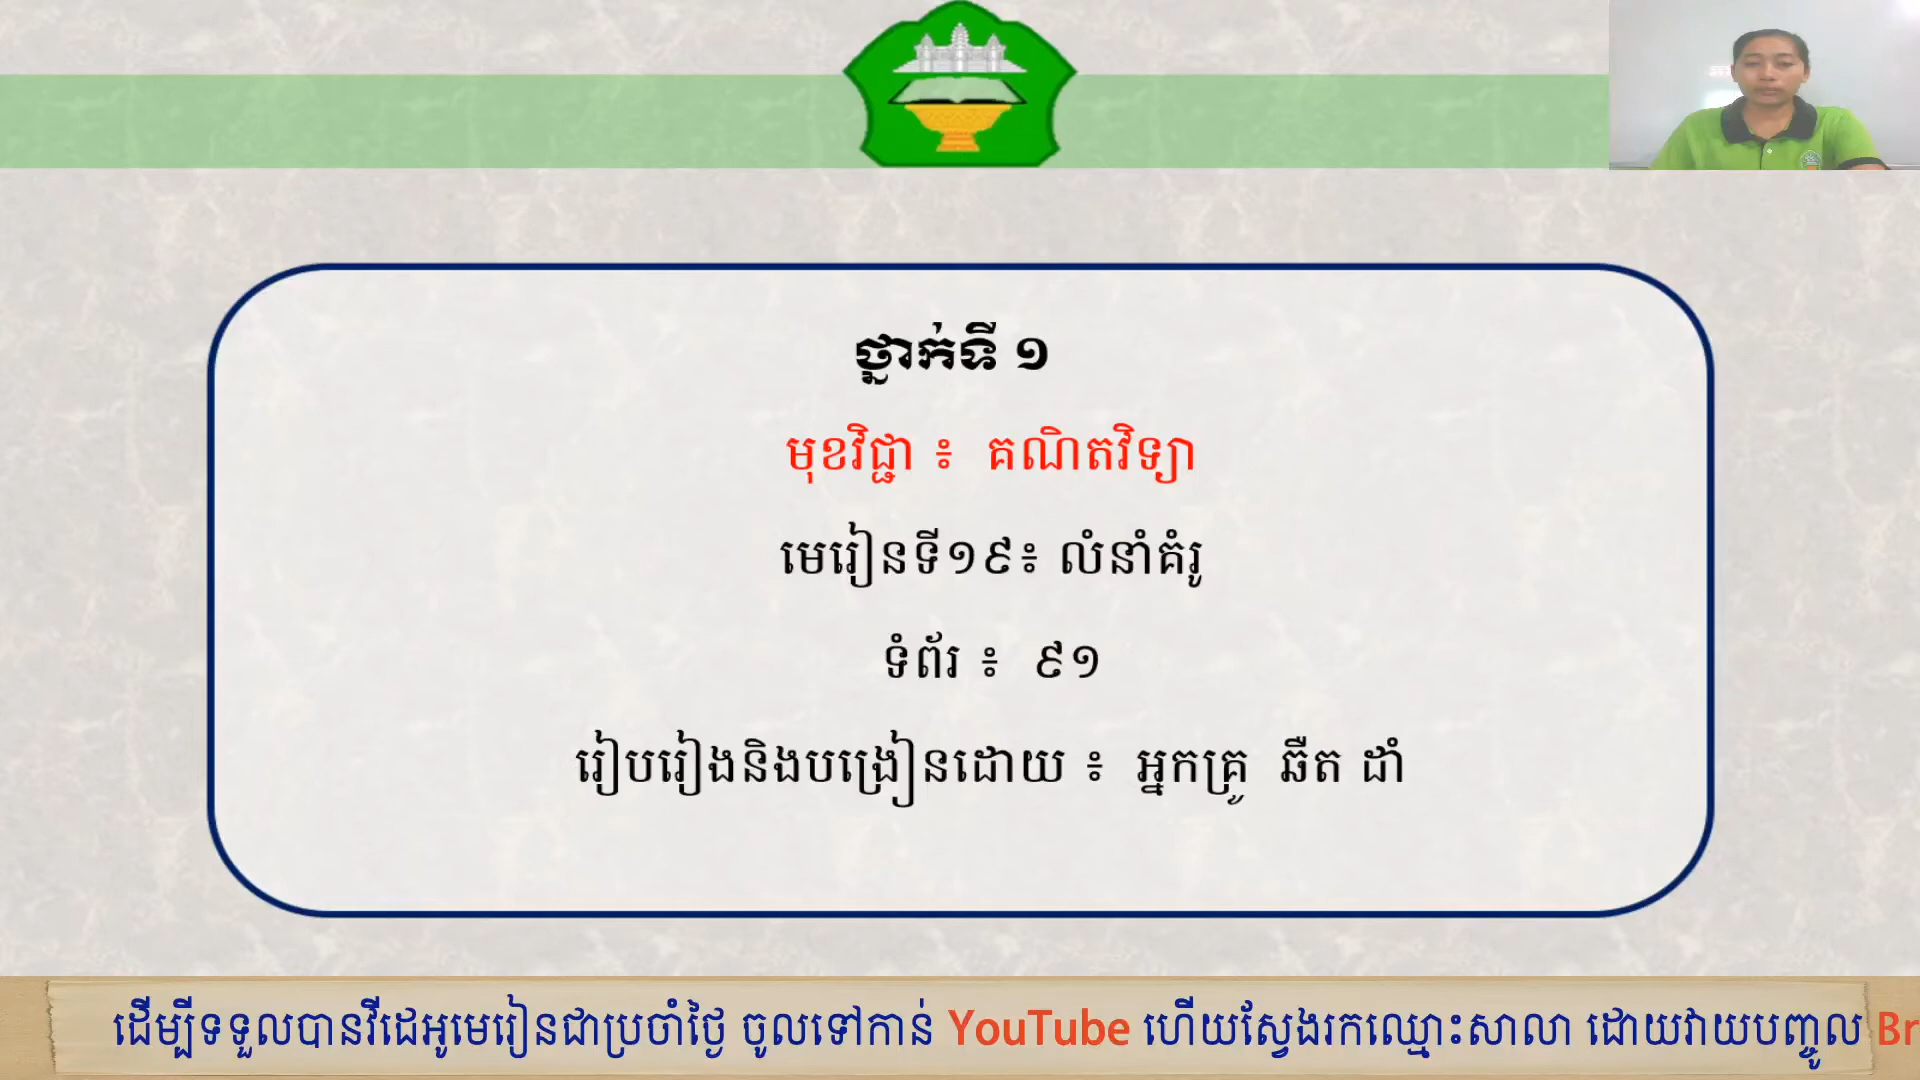 ថ្នាក់ទី ១
មុខវិជ្ជា ៖ គណិតវិទ្យា
មេរៀនទី១៩៖ លំនាំគំរូ
ទំព័រ ៖ ៩១
រៀបរៀងនិងបង្រៀនដោយ ៖ អ្នកគ្រូ ឆឺត ដាំ
ដើម្បីទទួលបានវីដេអូមេរៀនជាប្រចាំថ្ងៃ ចូលទៅកាន់ YouTube ហើយស្វែងរកឈ្មោះសាលា ដោយវាយបញ្ចូល Br